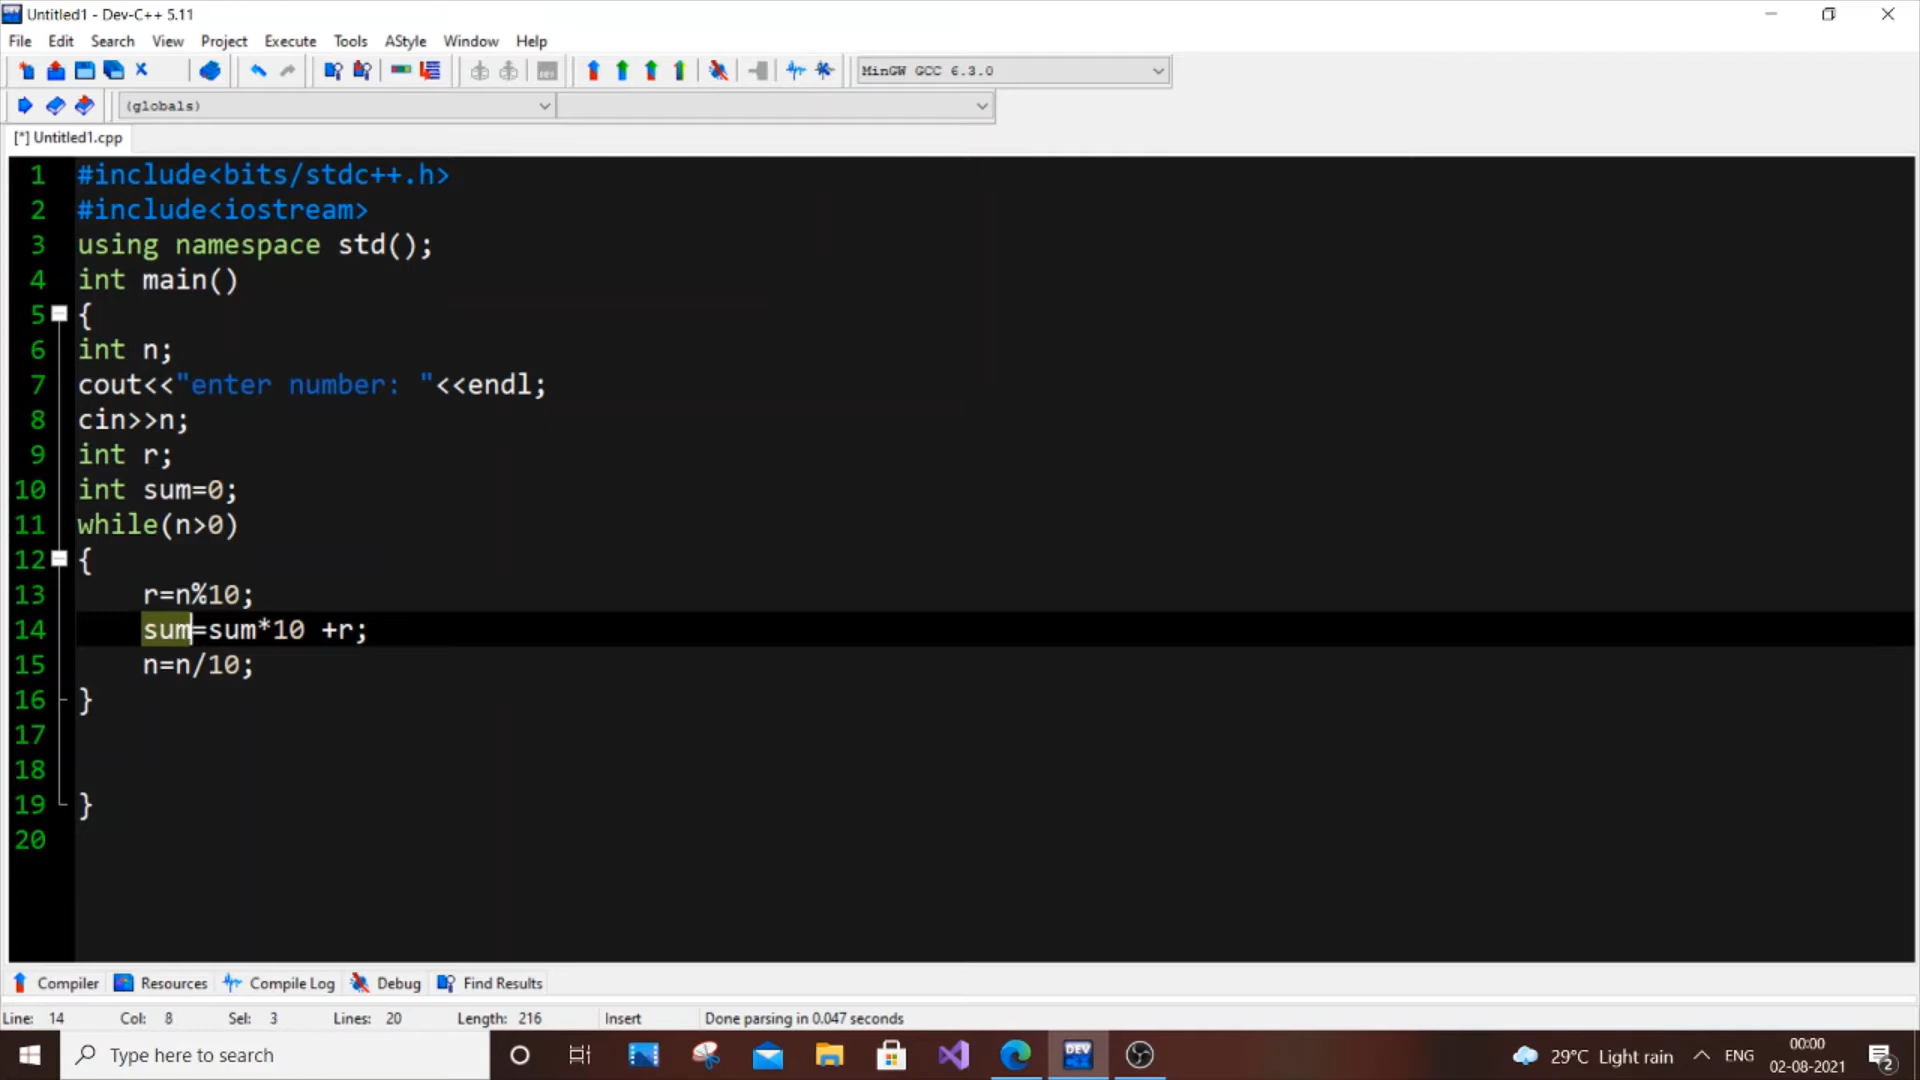 Untitled1 - Dev-C++ 5.11
File Edit Search View Project Execute Tools AStyle Window Help
MinGW GCC 6.3.0
(globals)
[*] Untitled1.cpp
1 #include<bits/stdc++.h>
2 #include<iostream>
3 using namespace std();
4 int main()
5 {
6 int n;
7 cout<<"enter number: "<<endl;
8 cin>>n;
9 int r;
10 int sum=0;
11 while(n>0)
12 {
13 r=n%10;
14 sum=sum*10 +r;
15 n=n/10;
16 }
17
18
19 }
20
Compiler Resources Compile Log Debug Find Results
Line: 14 Col: 8 Sel: 3 Lines: 20 Length: 216 Insert Done parsing in 0.047 seconds
Type here to search
DEV
29°C Light rain ENG
00:00
02-08-2021
2